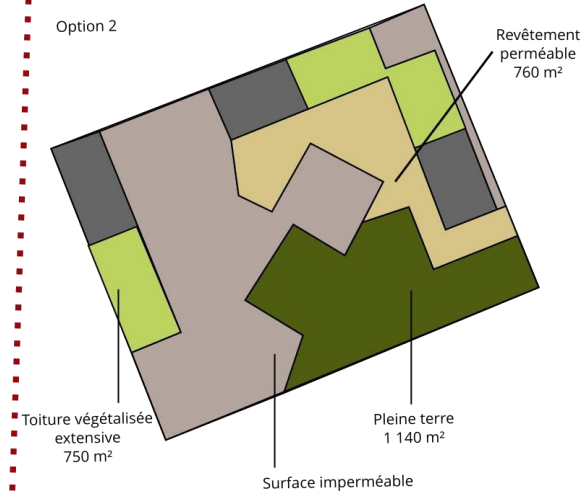 Option 2
Revêtement
perméable
760 m²
Toiture végétalisée
extensive
750 m²
Pleine terre
1 140 m²
Surface imperméable